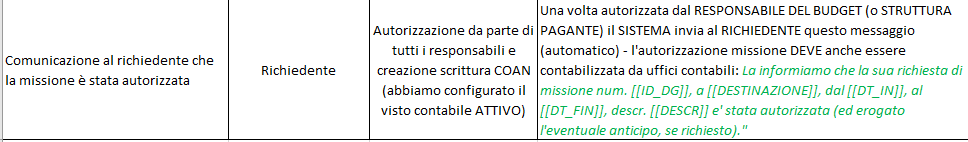 Comunicazione al richiedente che
la missione è stata autorizzata
Richiedente
Autorizzazione da parte di
tutti i responsabili e
creazione scrittura COAN
(abbiamo configurato il
visto contabile ATTIVO)
Una volta autorizzata dal RESPONSABILE DEL BUDGET (o STRUTTURA
PAGANTE) il SISTEMA invia al RICHIEDENTE questo messaggio
(automatico) - l'autorizzazione missione DEVE anche essere
contabilizzata da uffici contabili: La informiamo che la sua richiesta di
missione num. [[ID_DG]], a [[DESTINAZIONE]], dal [[DT_IN]], al
[[DT_FIN]], descr. [[DESCR]] e' stata autorizzata (ed erogato
l'eventuale anticipo, se richiesto)."